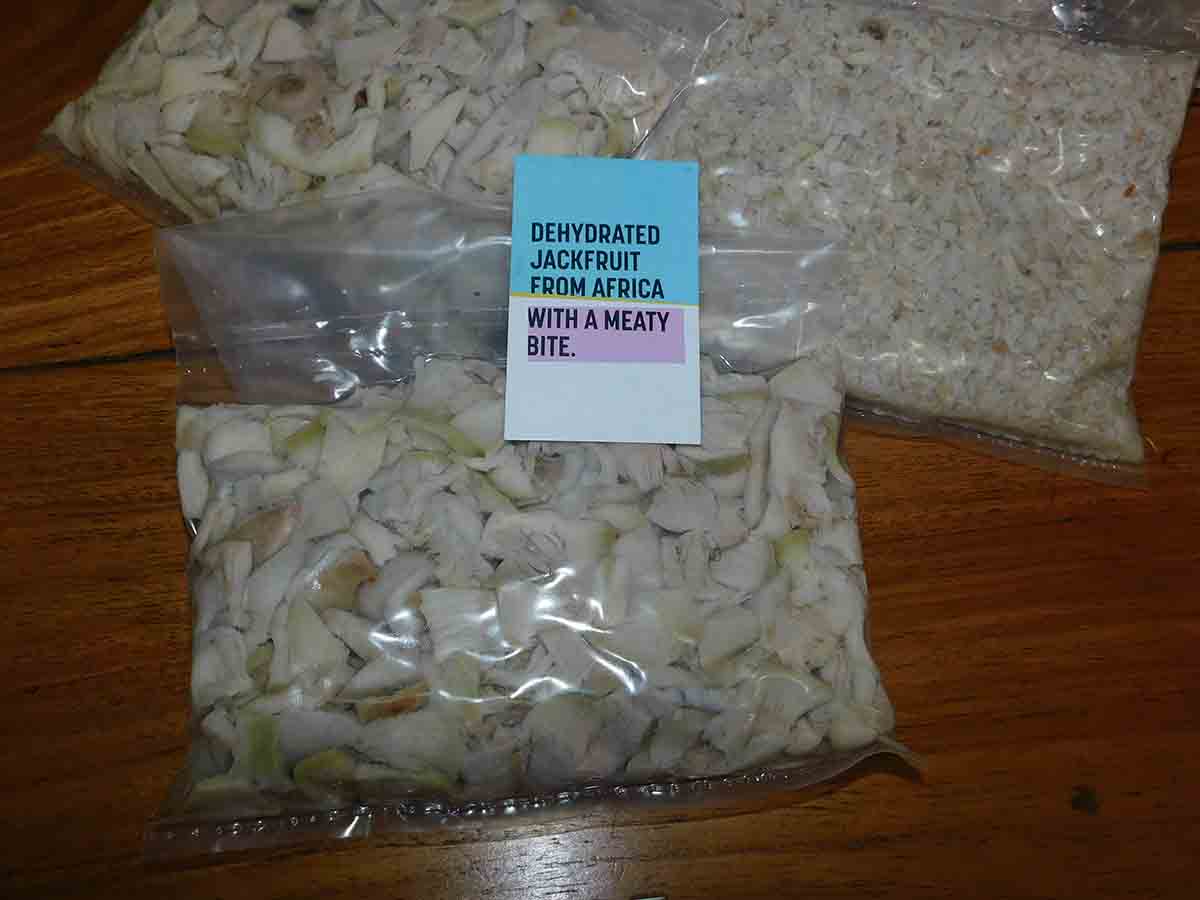 DEHYDRATED
JACKFRUIT
FROM AFRICA
WITH A MEATY
BITE.